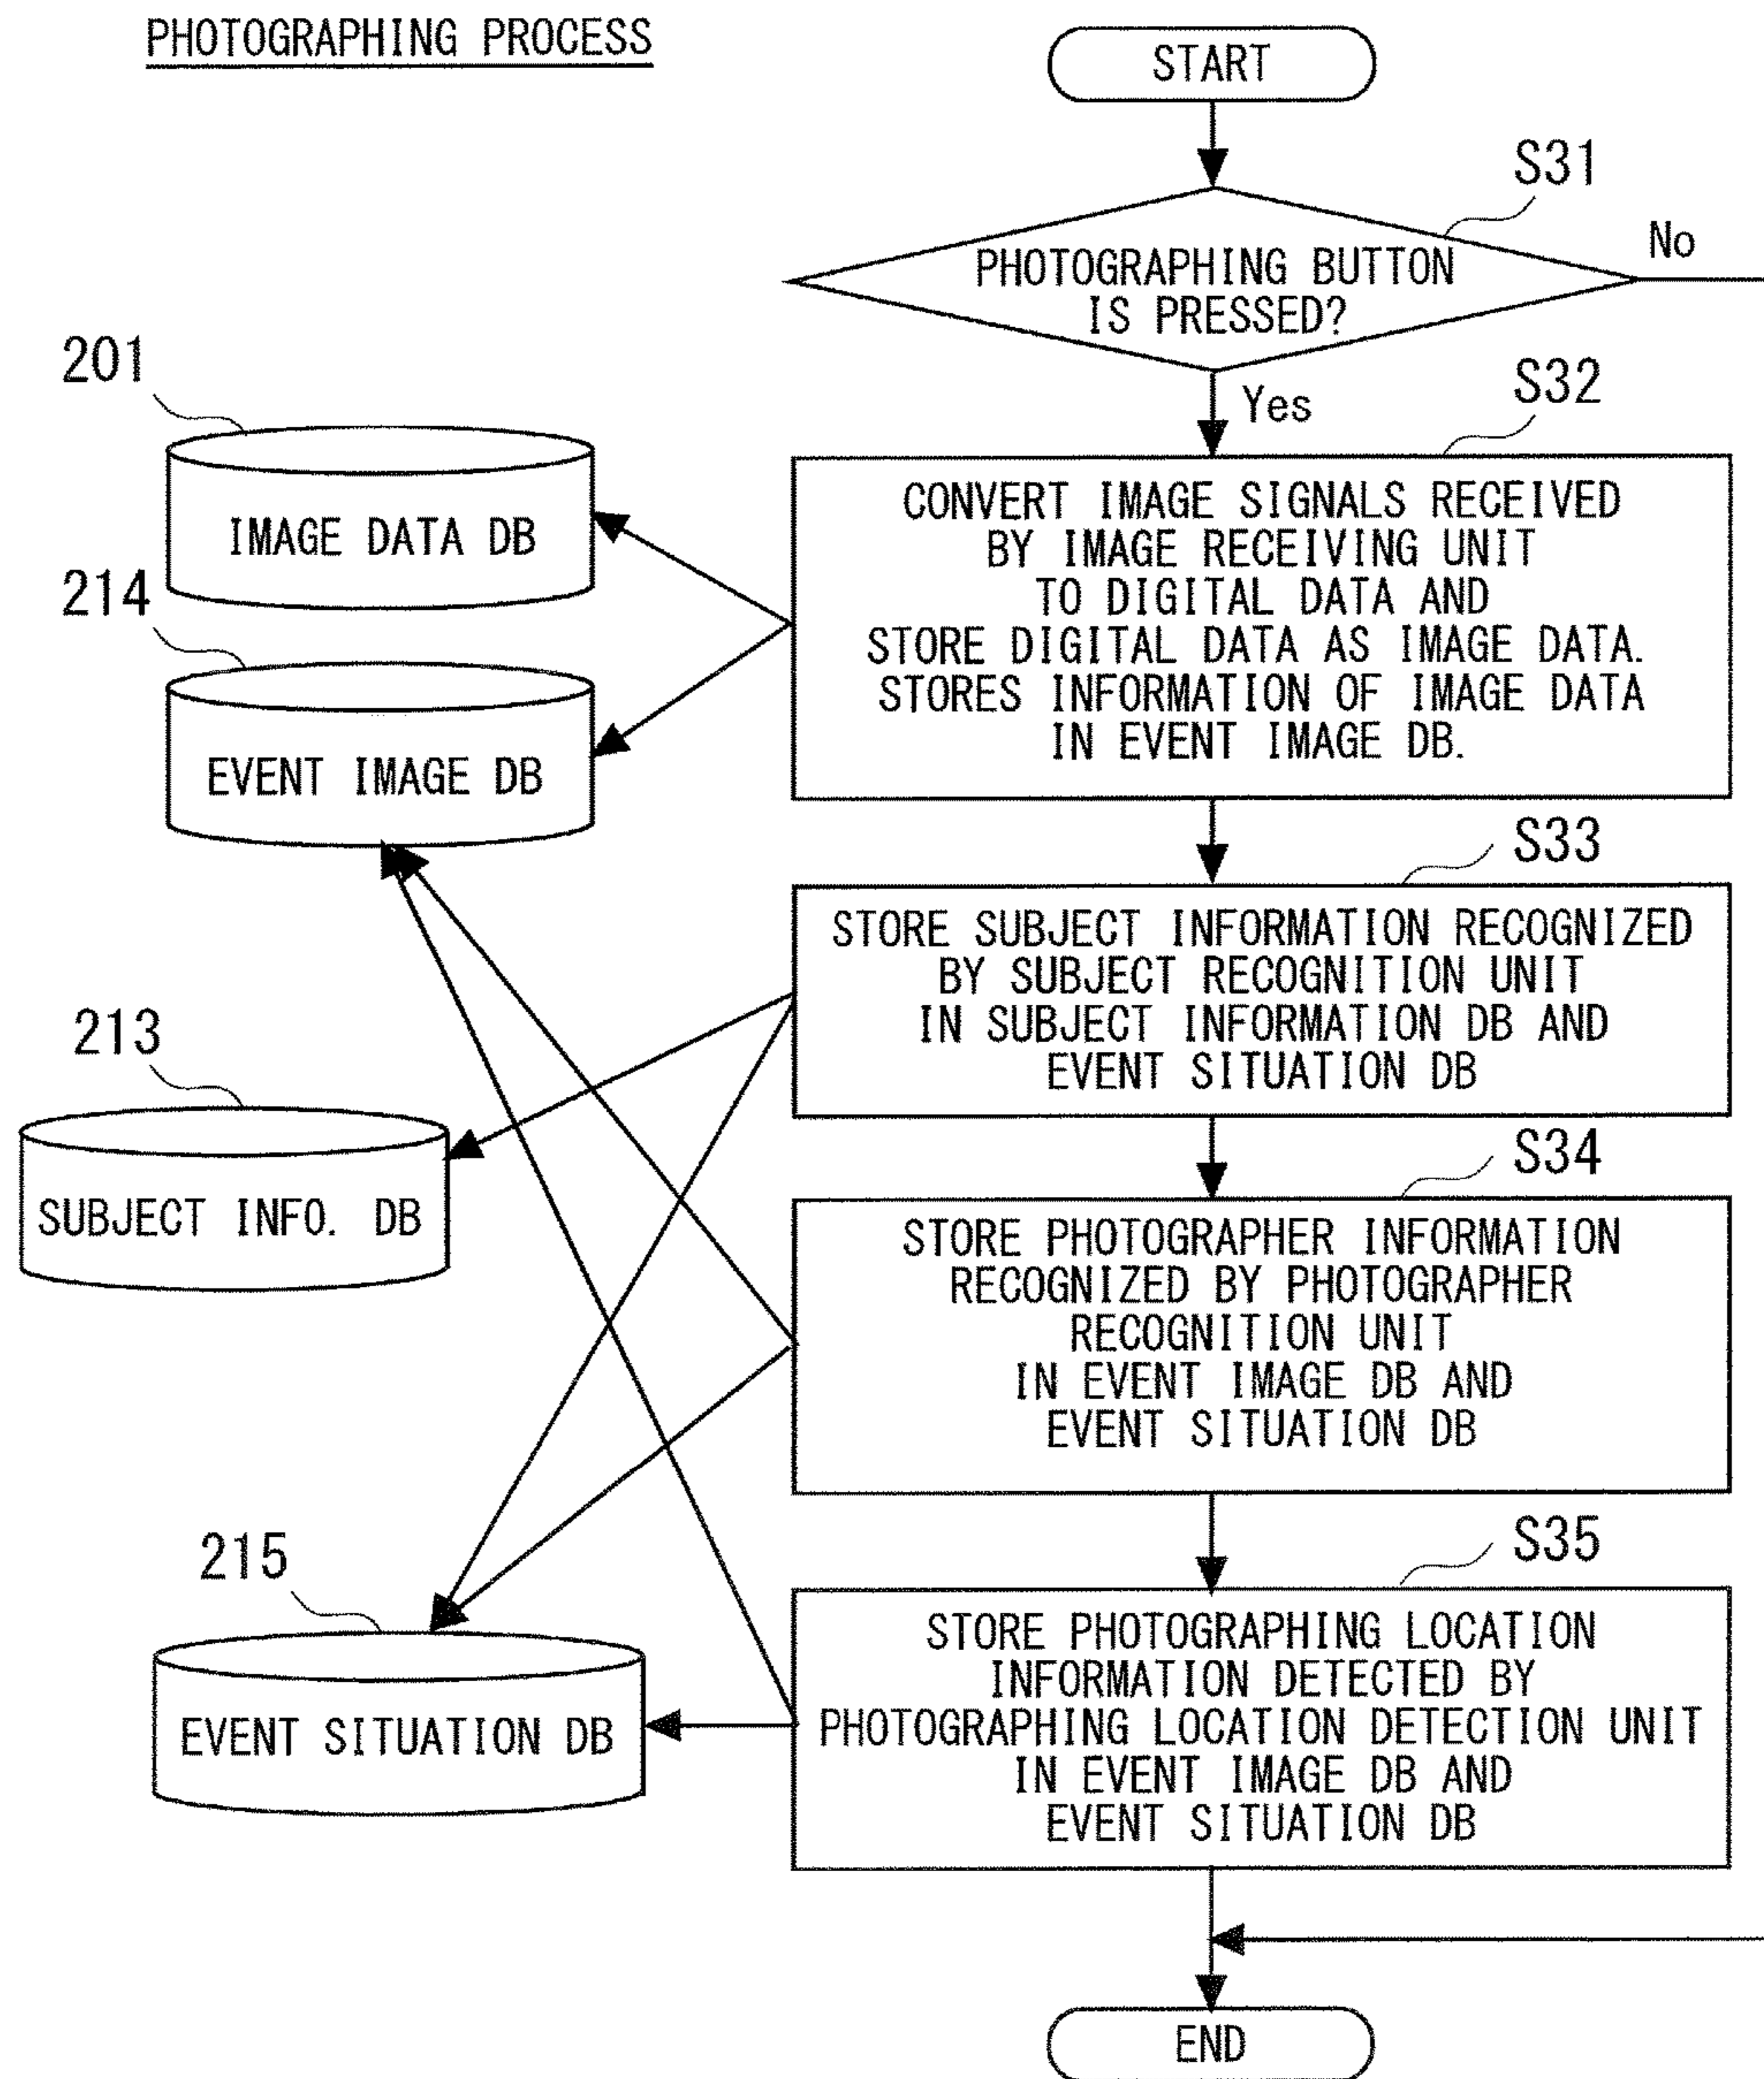 PHOTOGRAPHING PROCESS
START
S31
PHOTOGRAPHING BUTTON
IS PRESSED?
No
Yes
S32
CONVERT IMAGE SIGNALS RECEIVED
BY IMAGE RECEIVING UNIT
TO DIGITAL DATA AND
STORE DIGITAL DATA AS IMAGE DATA.
STORES INFORMATION OF IMAGE DATA
IN EVENT IMAGE DB.
201
IMAGE DATA DB
214
EVENT IMAGE DB
S33
STORE SUBJECT INFORMATION RECOGNIZED
BY SUBJECT RECOGNITION UNIT
IN SUBJECT INFORMATION DB AND
EVENT SITUATION DB
213
SUBJECT INFO. DB
S34
STORE PHOTOGRAPHER INFORMATION
RECOGNIZED BY PHOTOGRAPHER
RECOGNITION UNIT
IN EVENT IMAGE DB AND
EVENT SITUATION DB
215
EVENT SITUATION DB
S35
STORE PHOTOGRAPHING LOCATION
INFORMATION DETECTED BY
PHOTOGRAPHING LOCATION DETECTION UNIT
IN EVENT IMAGE DB AND
EVENT SITUATION DB
END